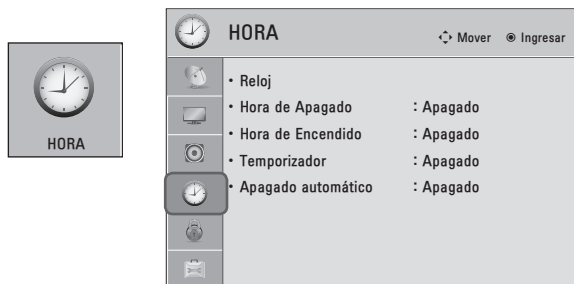 HORA
HORA
Mover Ingresar
• Reloj
• Hora de Apagado : Apagado
• Hora de Encendido : Apagado
• Temporizador : Apagado
• Apagado automático : Apagado